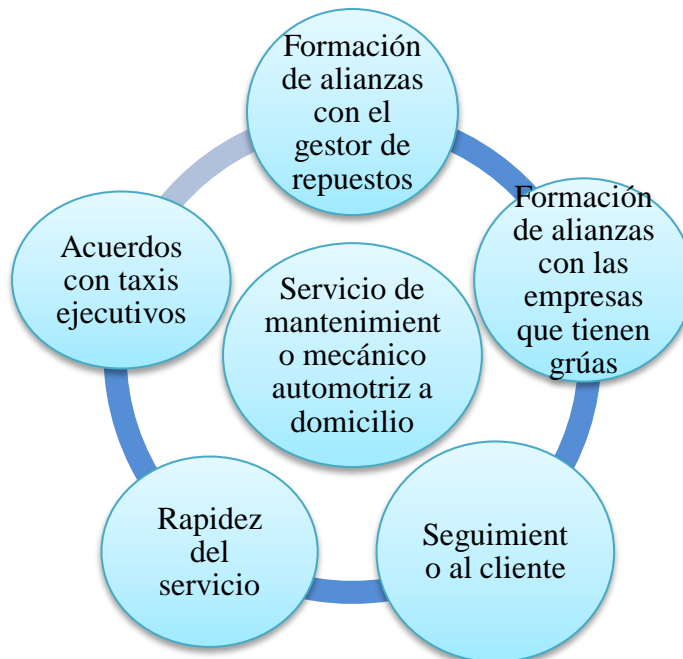 Formación
de alianzas
con el
gestor de
repuestos
Formación
de alianzas
con las
empresas
que tienen
grúas
Acuerdos
con taxis
ejecutivos
Servicio de
mantenimient
o mecánico
automotriz a
domicilio
Rapidez
del
servicio
Seguimient
o al cliente